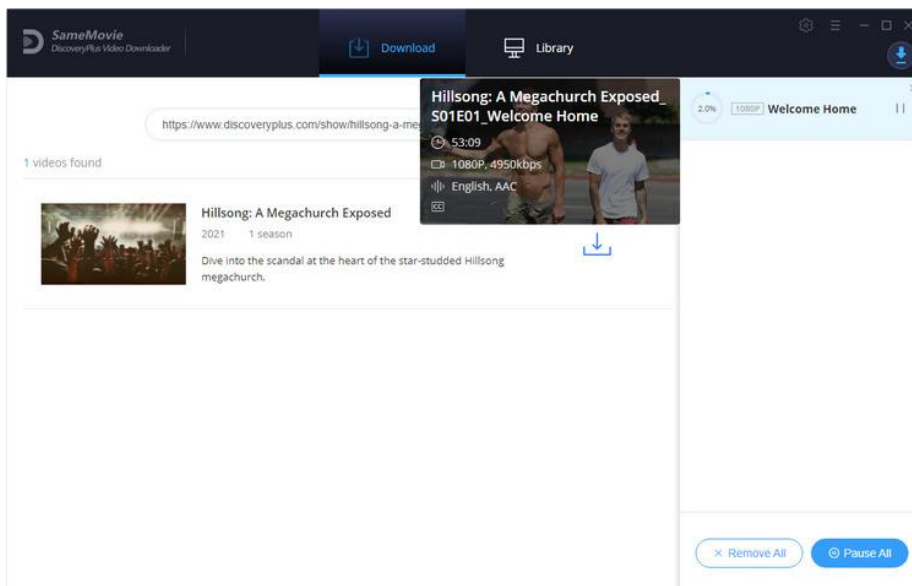 SameMovie
DiscoveryPlus Video Downloader
Download
Library
https://www.discoveryplus.com/show/hillsong-a-me
1 videos found
Hillsong: A Megachurch Exposed
2021 1 season
Dive into the scandal at the heart of the star-studded Hillsong
megachurch.
Hillsong: A Megachurch Exposed_
S01E01_Welcome Home
53:09
1080P, 4950kbps
English, AAC
CC
2.0% 1080P Welcome Home
Remove All
Pause All